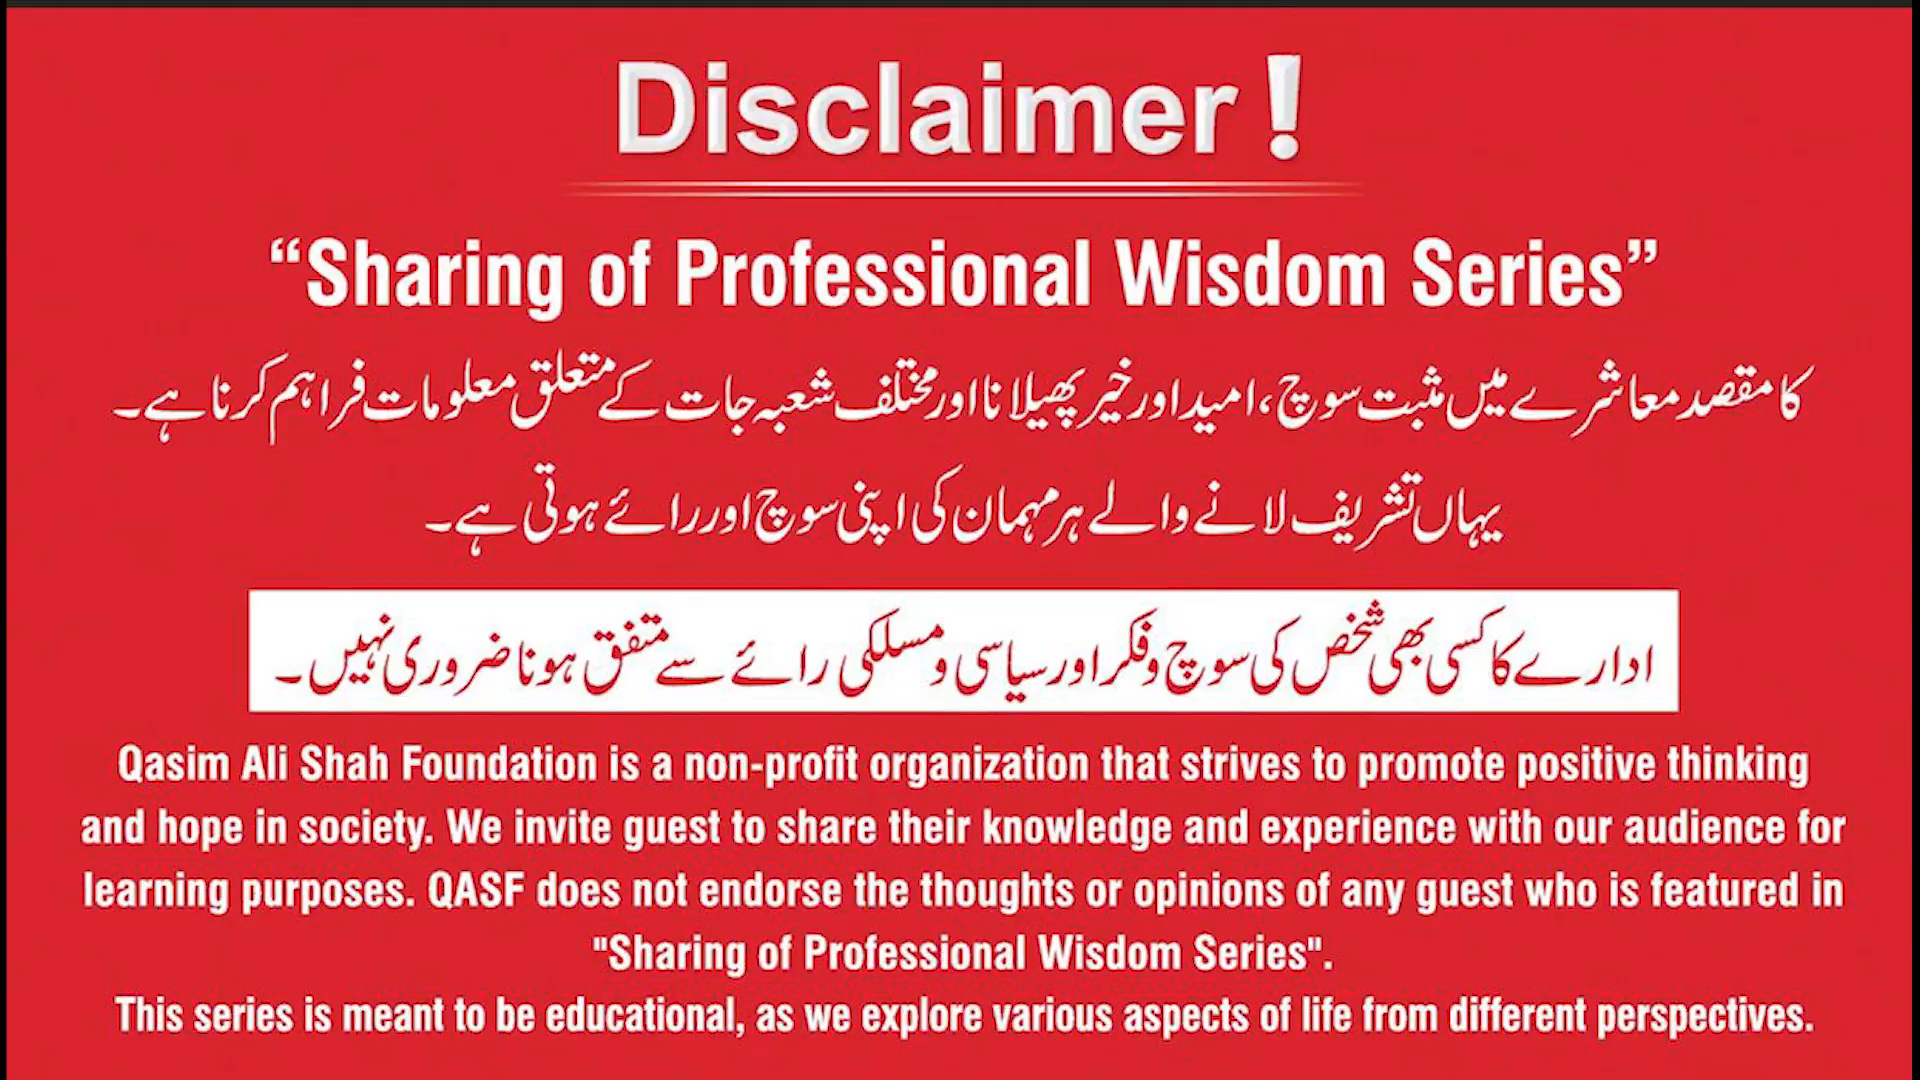 Disclaimer!
“Sharing of Professional Wisdom Series”
کا مقصد معاشرے میں مثبت سوچ، امید اور خیر پھیلانا اور مختلف شعبہ جات کے متعلق معلومات فراہم کرنا ہے۔
یہاں تشریف لانے والے ہر مہمان کی اپنی سوچ اور رائے ہوتی ہے۔
ادارے کا کسی بھی شخص کی سوچ و فکر اور سیاسی و مسلکی رائے سے متفق ہونا ضروری نہیں۔
Qasim Ali Shah Foundation is a non-profit organization that strives to promote positive thinking
and hope in society. We invite guest to share their knowledge and experience with our audience for
learning purposes. QASF does not endorse the thoughts or opinions of any guest who is featured in
"Sharing of Professional Wisdom Series".
This series is meant to be educational, as we explore various aspects of life from different perspectives.